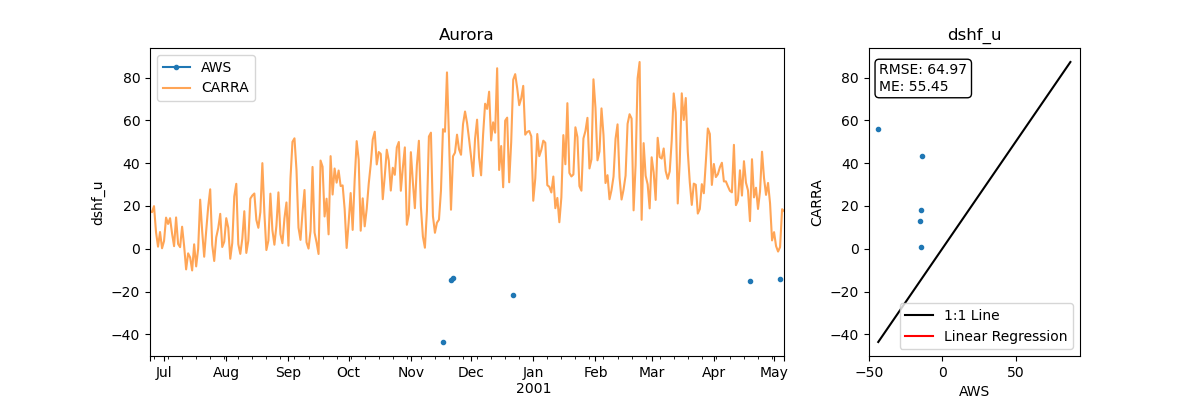 Aurora
dshf_u
AWS
CARRA
80
60
40
20
0
−20
−40
dshf_u
Jul
Aug
Sep
Oct
Nov
Dec
Jan
Feb
Mar
Apr
May
2001
RMSE: 64.97
ME: 55.45
80
60
40
20
0
−20
−40
CARRA
1:1 Line
Linear Regression
−50
0
50
AWS